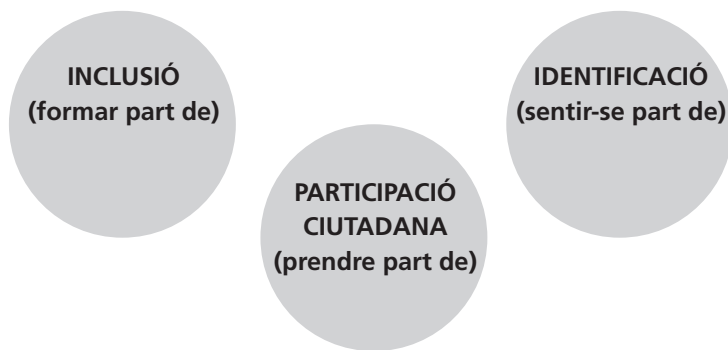 INCLUSIÓ
(formar part de)
IDENTIFICACIÓ
(sentir-se part de)
PARTICIPACIÓ
CIUTADANA
(prendre part de)